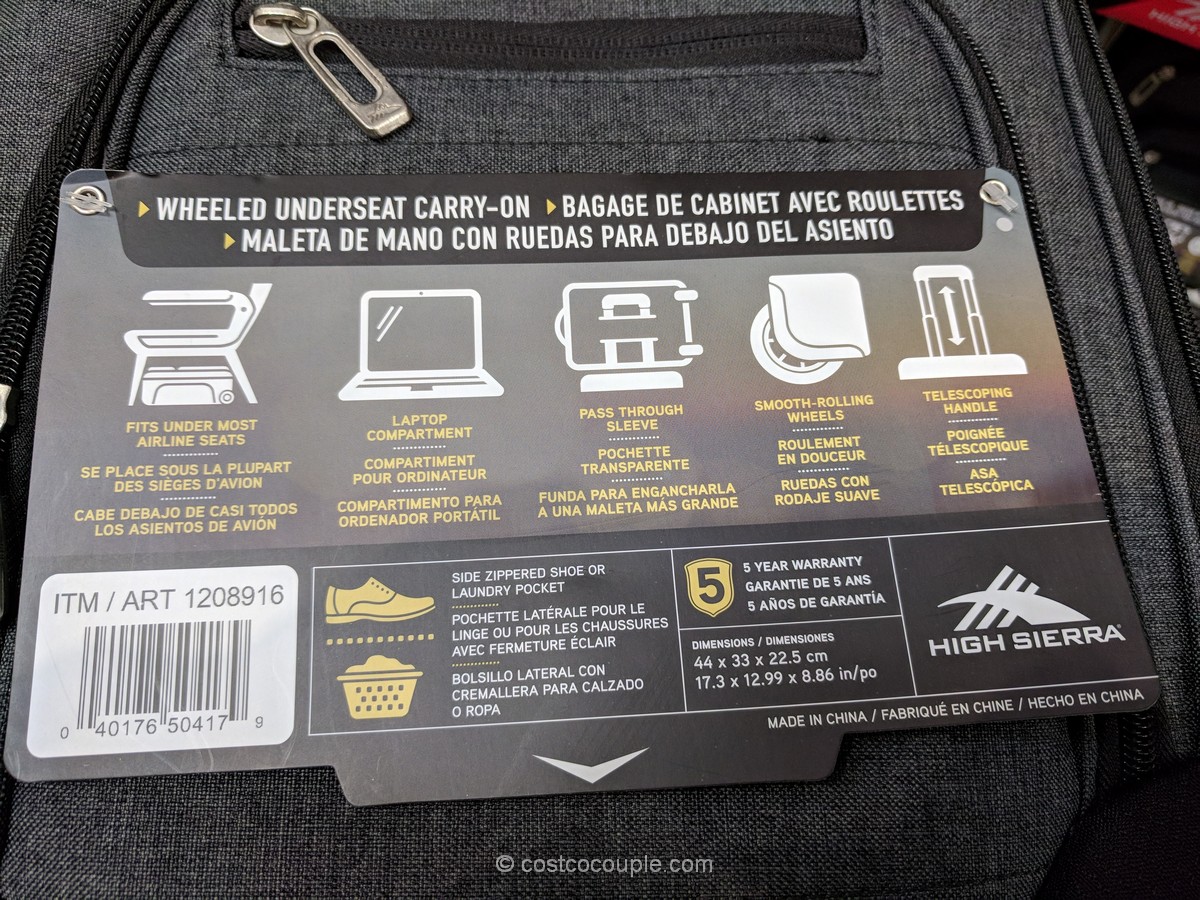 WHEELED UNDERSEAT CARRY-ON BAGAGE DE CABINET AVEC ROULETTES
MALETA DE MANO CON RUEDAS PARA DEBAJO DEL ASIENTO
FITS UNDER MOST
AIRLINE SEATS
SE PLACE SOUS LA PLUPART
DES SIÈGES D'AVION
CABE DEBAJO DE CASI TODOS
LOS ASIENTOS DE AVIÓN
LAPTOP
COMPARTMENT
COMPARTIMENT
POUR ORDINATEUR
COMPARTIMENTO PARA
ORDENADOR PORTÁTIL
PASS THROUGH
SLEEVE
POCHETTE
TRANSPARENTE
FUNDA PARA ENGANCHARLA
A UNA MALETA MÁS GRANDE
SMOOTH-ROLLING
WHEELS
ROULEMENT
EN DOUCEUR
RUEDAS CON
RODAJE SUAVE
TELESCOPING
HANDLE
POIGNÉE
TÉLESCOPIQUE
ASA
TELESCÓPICA
ITM / ART 1208916
0 40176 50417 9
SIDE ZIPPERED SHOE OR
LAUNDRY POCKET
POCHETTE LATÉRALE POUR LE
LINGE OU POUR LES CHAUSSURES
AVEC FERMETURE ÉCLAIR
BOLSILLO LATERAL CON
CREMALLERA PARA CALZADO
O ROPA
5
5 YEAR WARRANTY
GARANTIE DE 5 ANS
5 AÑOS DE GARANTÍA
DIMENSIONS / DIMENSIONES
44 x 33 x 22.5 cm
17.3 x 12.99 x 8.86 in/po
HIGH SIERRA
MADE IN CHINA / FABRIQUÉ EN CHINE / HECHO EN CHINA
© costcocouple.com